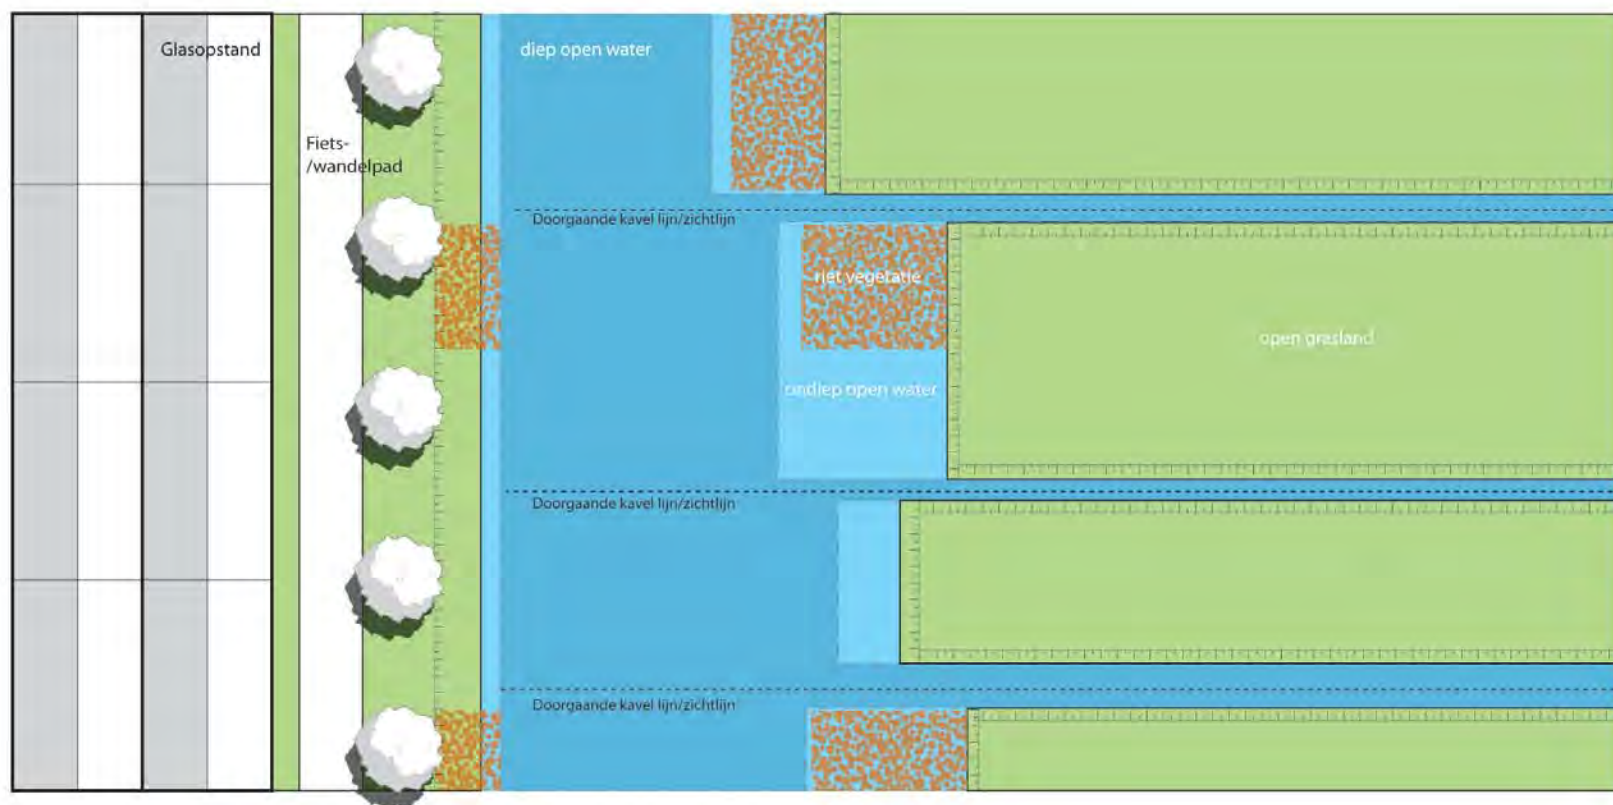 Glasopstand
diep open water
Fiets-
/wandelpad
Doorgaande kavel lijn/zichtlijn
riet vegetatie
open grasland
ondiep open water
Doorgaande kavel lijn/zichtlijn
Doorgaande kavel lijn/zichtlijn